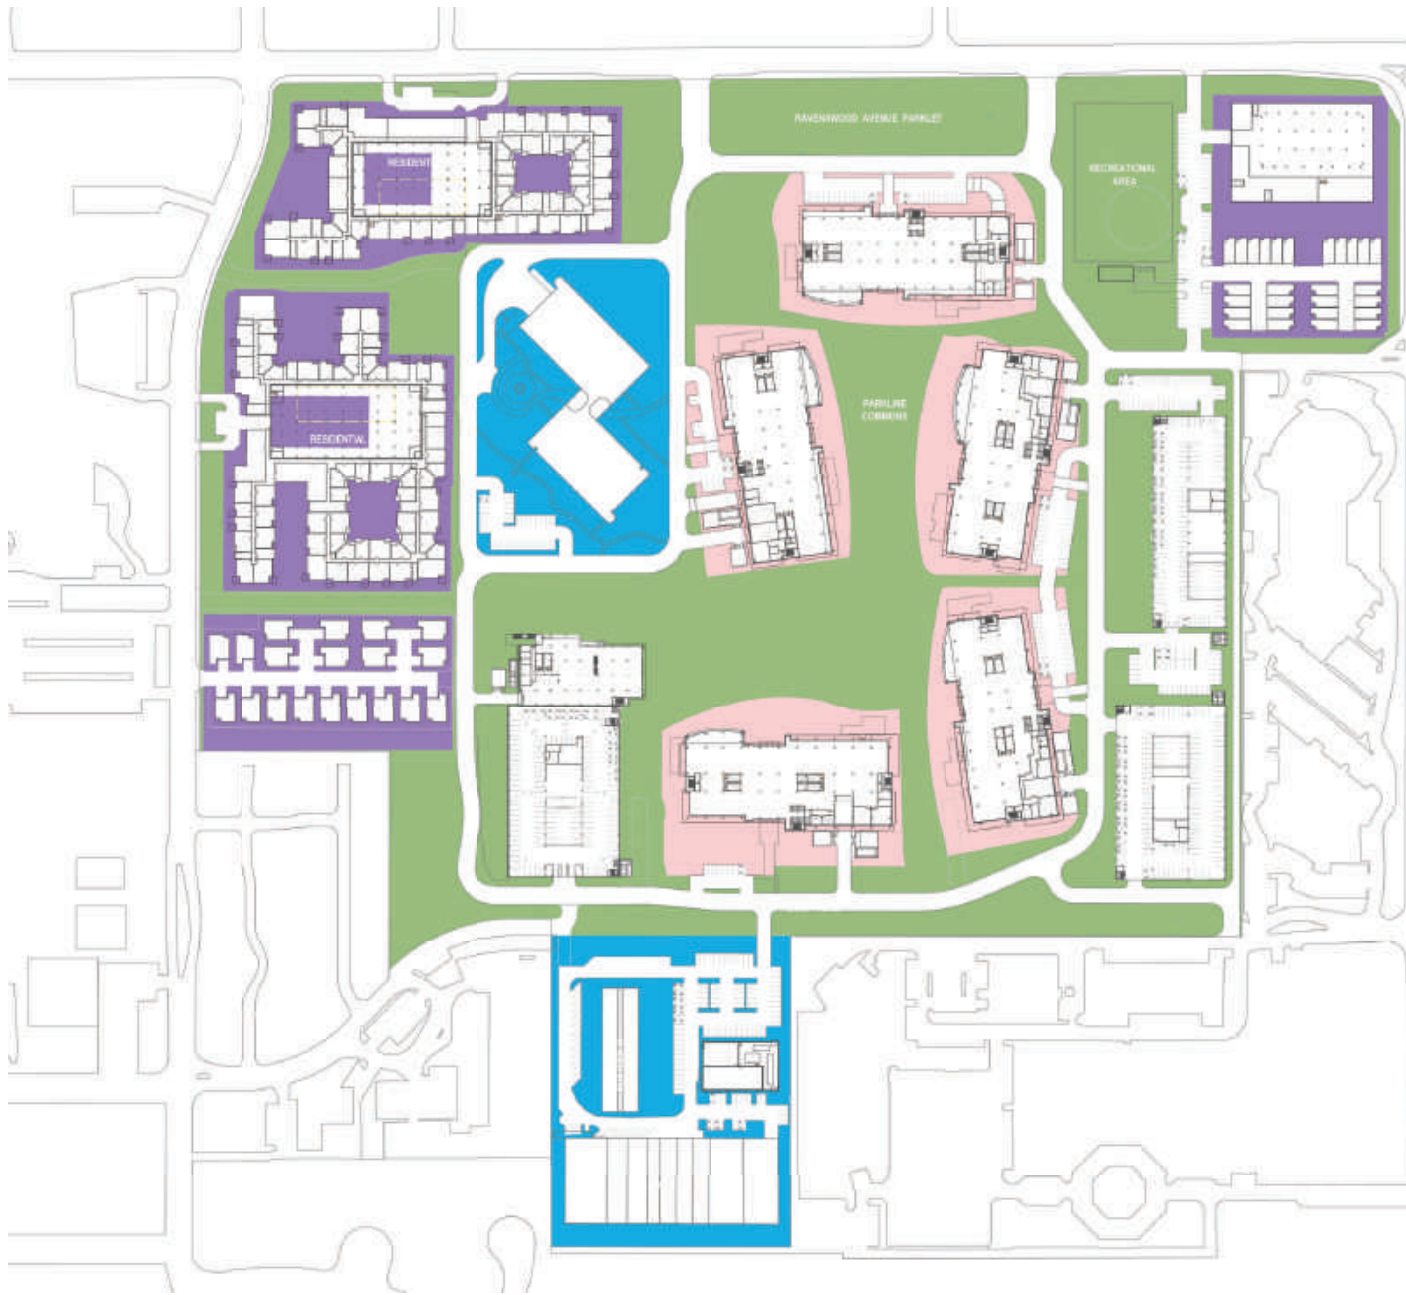 RESIDENT
RAVENSWOOD AVENUE PARKLET
RECREATIONAL
AREA
PARKLINE
COMMONS
RESIDENTIAL